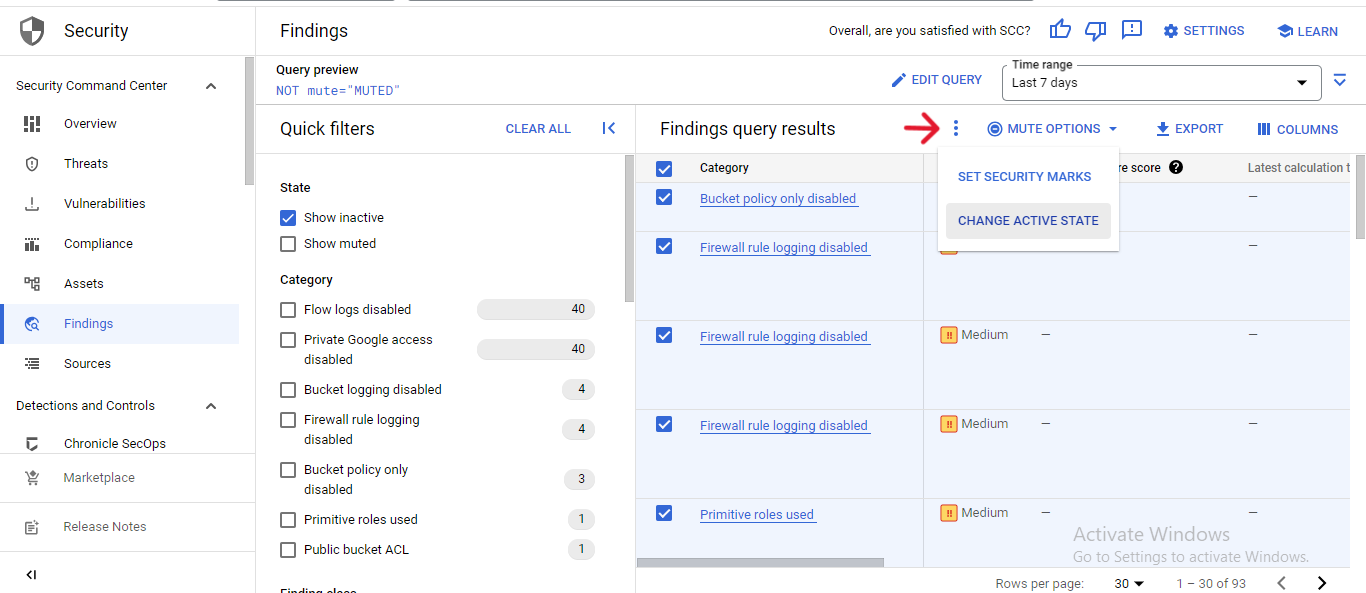 Security
Findings
Overall, are you satisfied with SCC?
SETTINGS
LEARN
Security Command Center
Overview
Threats
Vulnerabilities
Compliance
Assets
Findings
Sources
Detections and Controls
Chronicle SecOps
Marketplace
Release Notes
Query preview
NOT mute="MUTED"
EDIT QUERY
Time range
Last 7 days
Quick filters
CLEAR ALL
State
Show inactive
Show muted
Category
Flow logs disabled 40
Private Google access
disabled 40
Bucket logging disabled 4
Firewall rule logging
disabled 4
Bucket policy only
disabled 3
Primitive roles used 1
Public bucket ACL 1
Finding class
Findings query results
MUTE OPTIONS
EXPORT
COLUMNS
SET SECURITY MARKS
CHANGE ACTIVE STATE
Category
re score
Latest calculation t
Bucket policy only disabled –
Firewall rule logging disabled –
Firewall rule logging disabled !! Medium – –
Firewall rule logging disabled !! Medium – –
Primitive roles used !! Medium – –
Activate Windows
Go to Settings to activate Windows.
Rows per page: 30 1 – 30 of 93